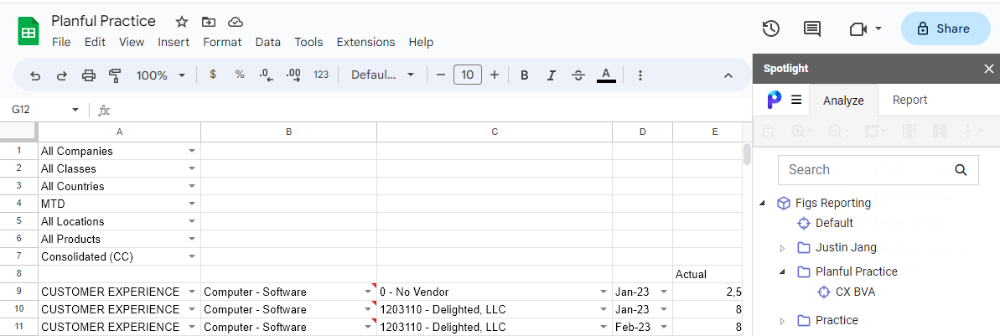 Planful Practice
File Edit View Insert Format Data Tools Extensions Help
Share
100% $ % .0 .00 123 Defaul... 10 B I S A
Spotlight
G12 fx
Analyze Report
A B C D E
1 All Companies
2 All Classes
3 All Countries
4 MTD
5 All Locations
6 All Products
7 Consolidated (CC)
8 Actual
9 CUSTOMER EXPERIENCE Computer - Software 0 - No Vendor Jan-23 2,5
10 CUSTOMER EXPERIENCE Computer - Software 1203110 - Delighted, LLC Jan-23 8
11 CUSTOMER EXPERIENCE Computer - Software 1203110 - Delighted, LLC Feb-23 8
Search
Figs Reporting
Default
Justin Jang
Planful Practice
CX BVA
Practice